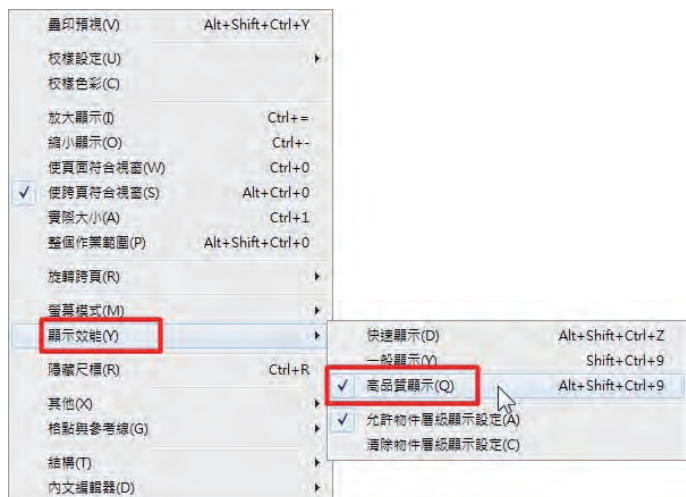 疊印預視(V) Alt+Shift+Ctrl+Y
校樣設定(U)
校樣色彩(C)
放大顯示(I) Ctrl+=
縮小顯示(O) Ctrl+-
使頁面符合視窗(W) Ctrl+0
使跨頁符合視窗(S) Alt+Ctrl+0
實際大小(A) Ctrl+1
整個作業範圍(P) Alt+Shift+Ctrl+0
旋轉跨頁(R)
螢幕模式(M)
顯示效能(Y)
快速顯示(D) Alt+Shift+Ctrl+Z
一般顯示(Y) Shift+Ctrl+9
隱藏尺標(R) Ctrl+R
高品質顯示(Q) Alt+Shift+Ctrl+9
其他(X)
允許物件層級顯示設定(A)
格點與參考線(G)
清除物件層級顯示設定(C)
結構(T)
內文編輯器(D)